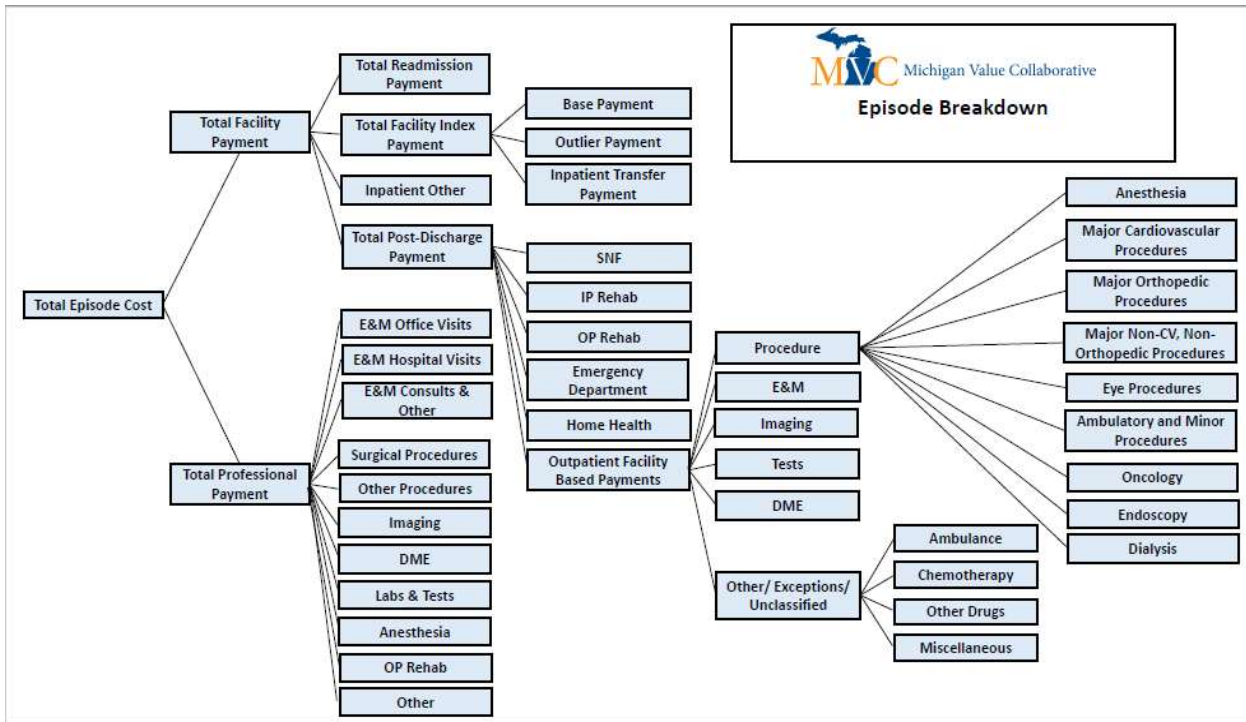 MVC Michigan Value Collaborative
Episode Breakdown
Total Episode Cost
Total Facility
Payment
Total Professional
Payment
Total Readmission
Payment
Total Facility Index
Payment
Inpatient Other
Total Post-Discharge
Payment
E&M Office Visits
E&M Hospital Visits
E&M Consults &
Other
Surgical Procedures
Other Procedures
Imaging
DME
Labs & Tests
Anesthesia
OP Rehab
Other
Base Payment
Outlier Payment
Inpatient Transfer
Payment
SNF
IP Rehab
OP Rehab
Emergency
Department
Home Health
Outpatient Facility
Based Payments
Procedure
E&M
Imaging
Tests
DME
Other/ Exceptions/
Unclassified
Ambulance
Chemotherapy
Other Drugs
Miscellaneous
Anesthesia
Major Cardiovascular
Procedures
Major Orthopedic
Procedures
Major Non-CV, Non-
Orthopedic Procedures
Eye Procedures
Ambulatory and Minor
Procedures
Oncology
Endoscopy
Dialysis